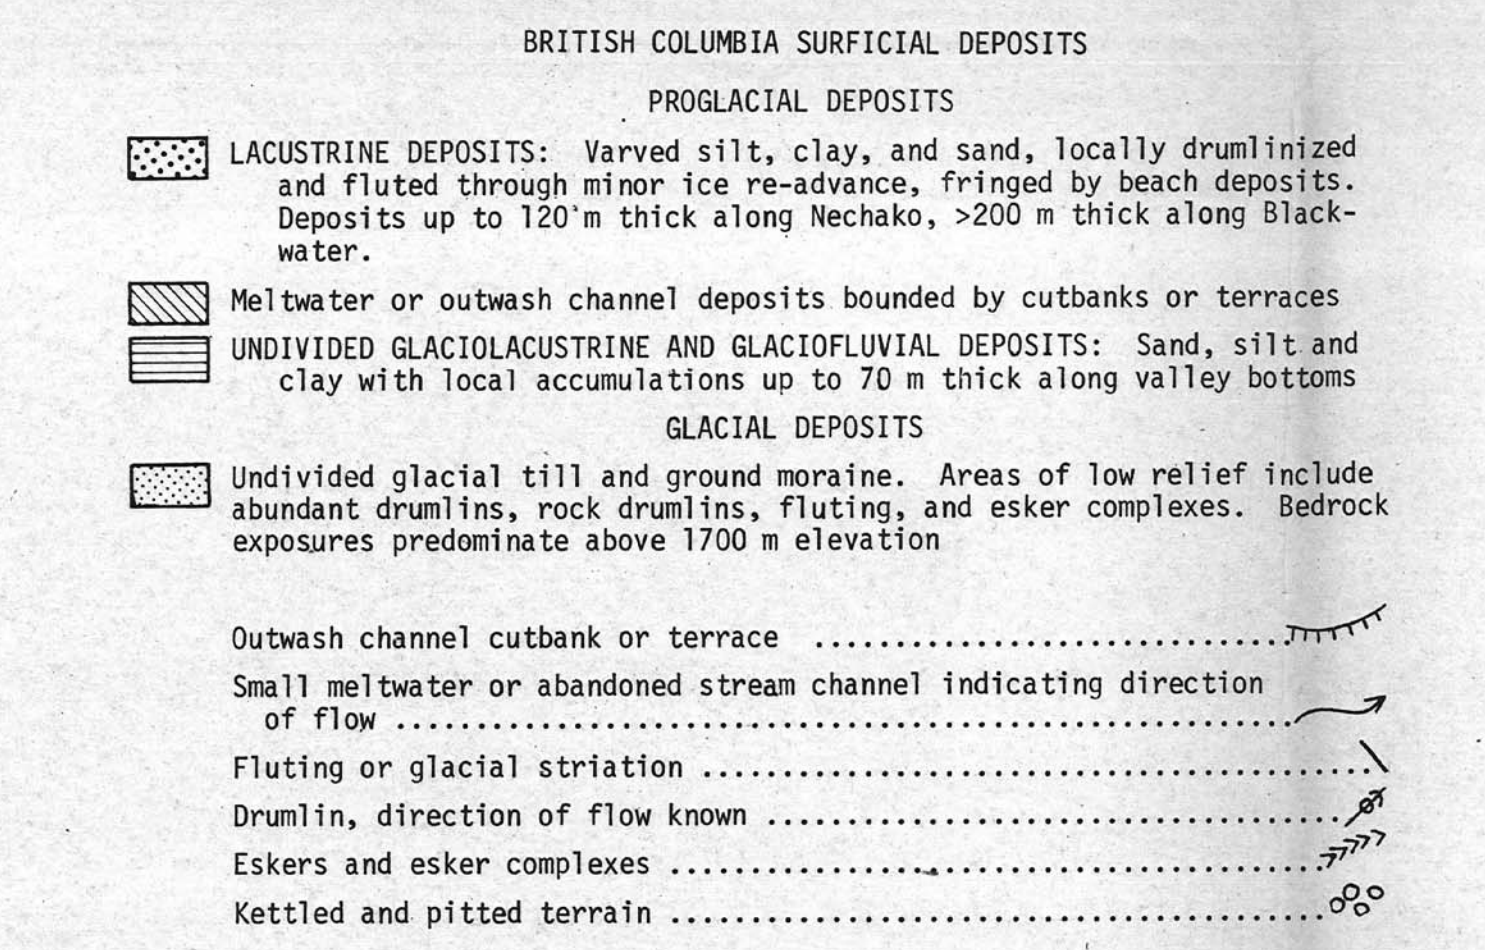 BRITISH COLUMBIA SURFICIAL DEPOSITS
PROGLACIAL DEPOSITS
LACUSTRINE DEPOSITS: Varved silt, clay, and sand, locally drumlinized
and fluted through minor ice re-advance, fringed by beach deposits.
Deposits up to 120 m thick along Nechako, >200 m thick along Black-
water.
Meltwater or outwash channel deposits bounded by cutbanks or terraces
UNDIVIDED GLACIOLACUSTRINE AND GLACIOFLUVIAL DEPOSITS: Sand, silt and
clay with local accumulations up to 70 m thick along valley bottoms
GLACIAL DEPOSITS
Undivided glacial till and ground moraine. Areas of low relief include
abundant drumlins, rock drumlins, fluting, and esker complexes. Bedrock
exposures predominate above 1700 m elevation
Outwash channel cutbank or terrace ..............................
Small meltwater or abandoned stream channel indicating direction
of flow ........................................................
Fluting or glacial striation ..........................................
Drumlin, direction of flow known ....................................
Eskers and esker complexes .........................................
Kettled and pitted terrain .........................................